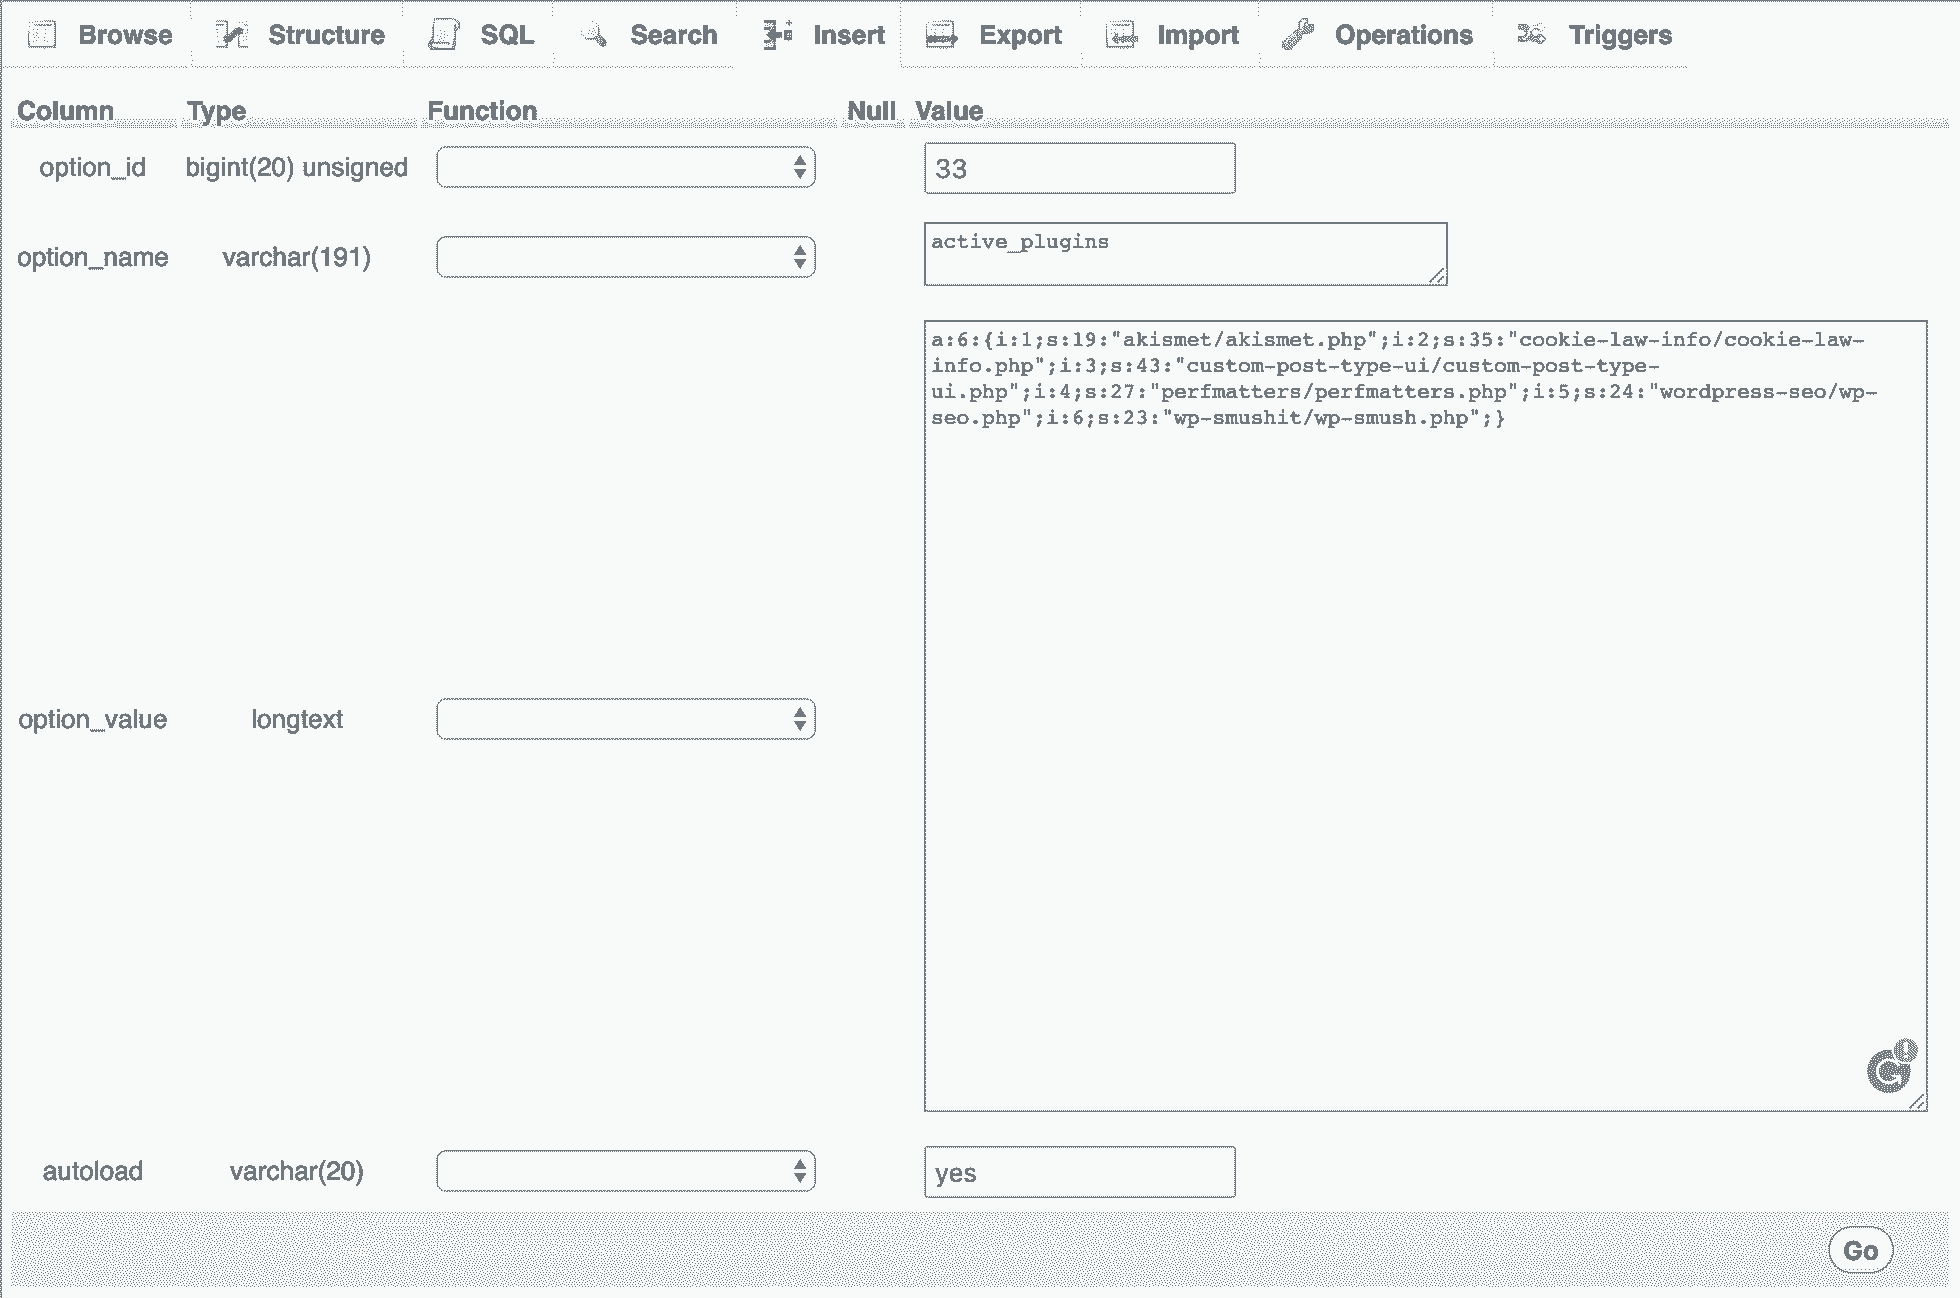 Browse Structure SQL Search Insert Export Import Operations Triggers
Column Type Function Null Value
option_id bigint(20) unsigned 33
option_name varchar(191) active_plugins
a:6:{i:1;s:19:"akismet/akismet.php";i:2;s:35:"cookie-law-info/cookie-law-
info.php";i:3;s:43:"custom-post-type-ui/custom-post-type-
ui.php";i:4;s:27:"perfmatters/perfmatters.php";i:5;s:24:"wordpress-seo/wp-
seo.php";i:6;s:23:"wp-smushit/wp-smush.php";}
option_value longtext
autoload varchar(20) yes
Go